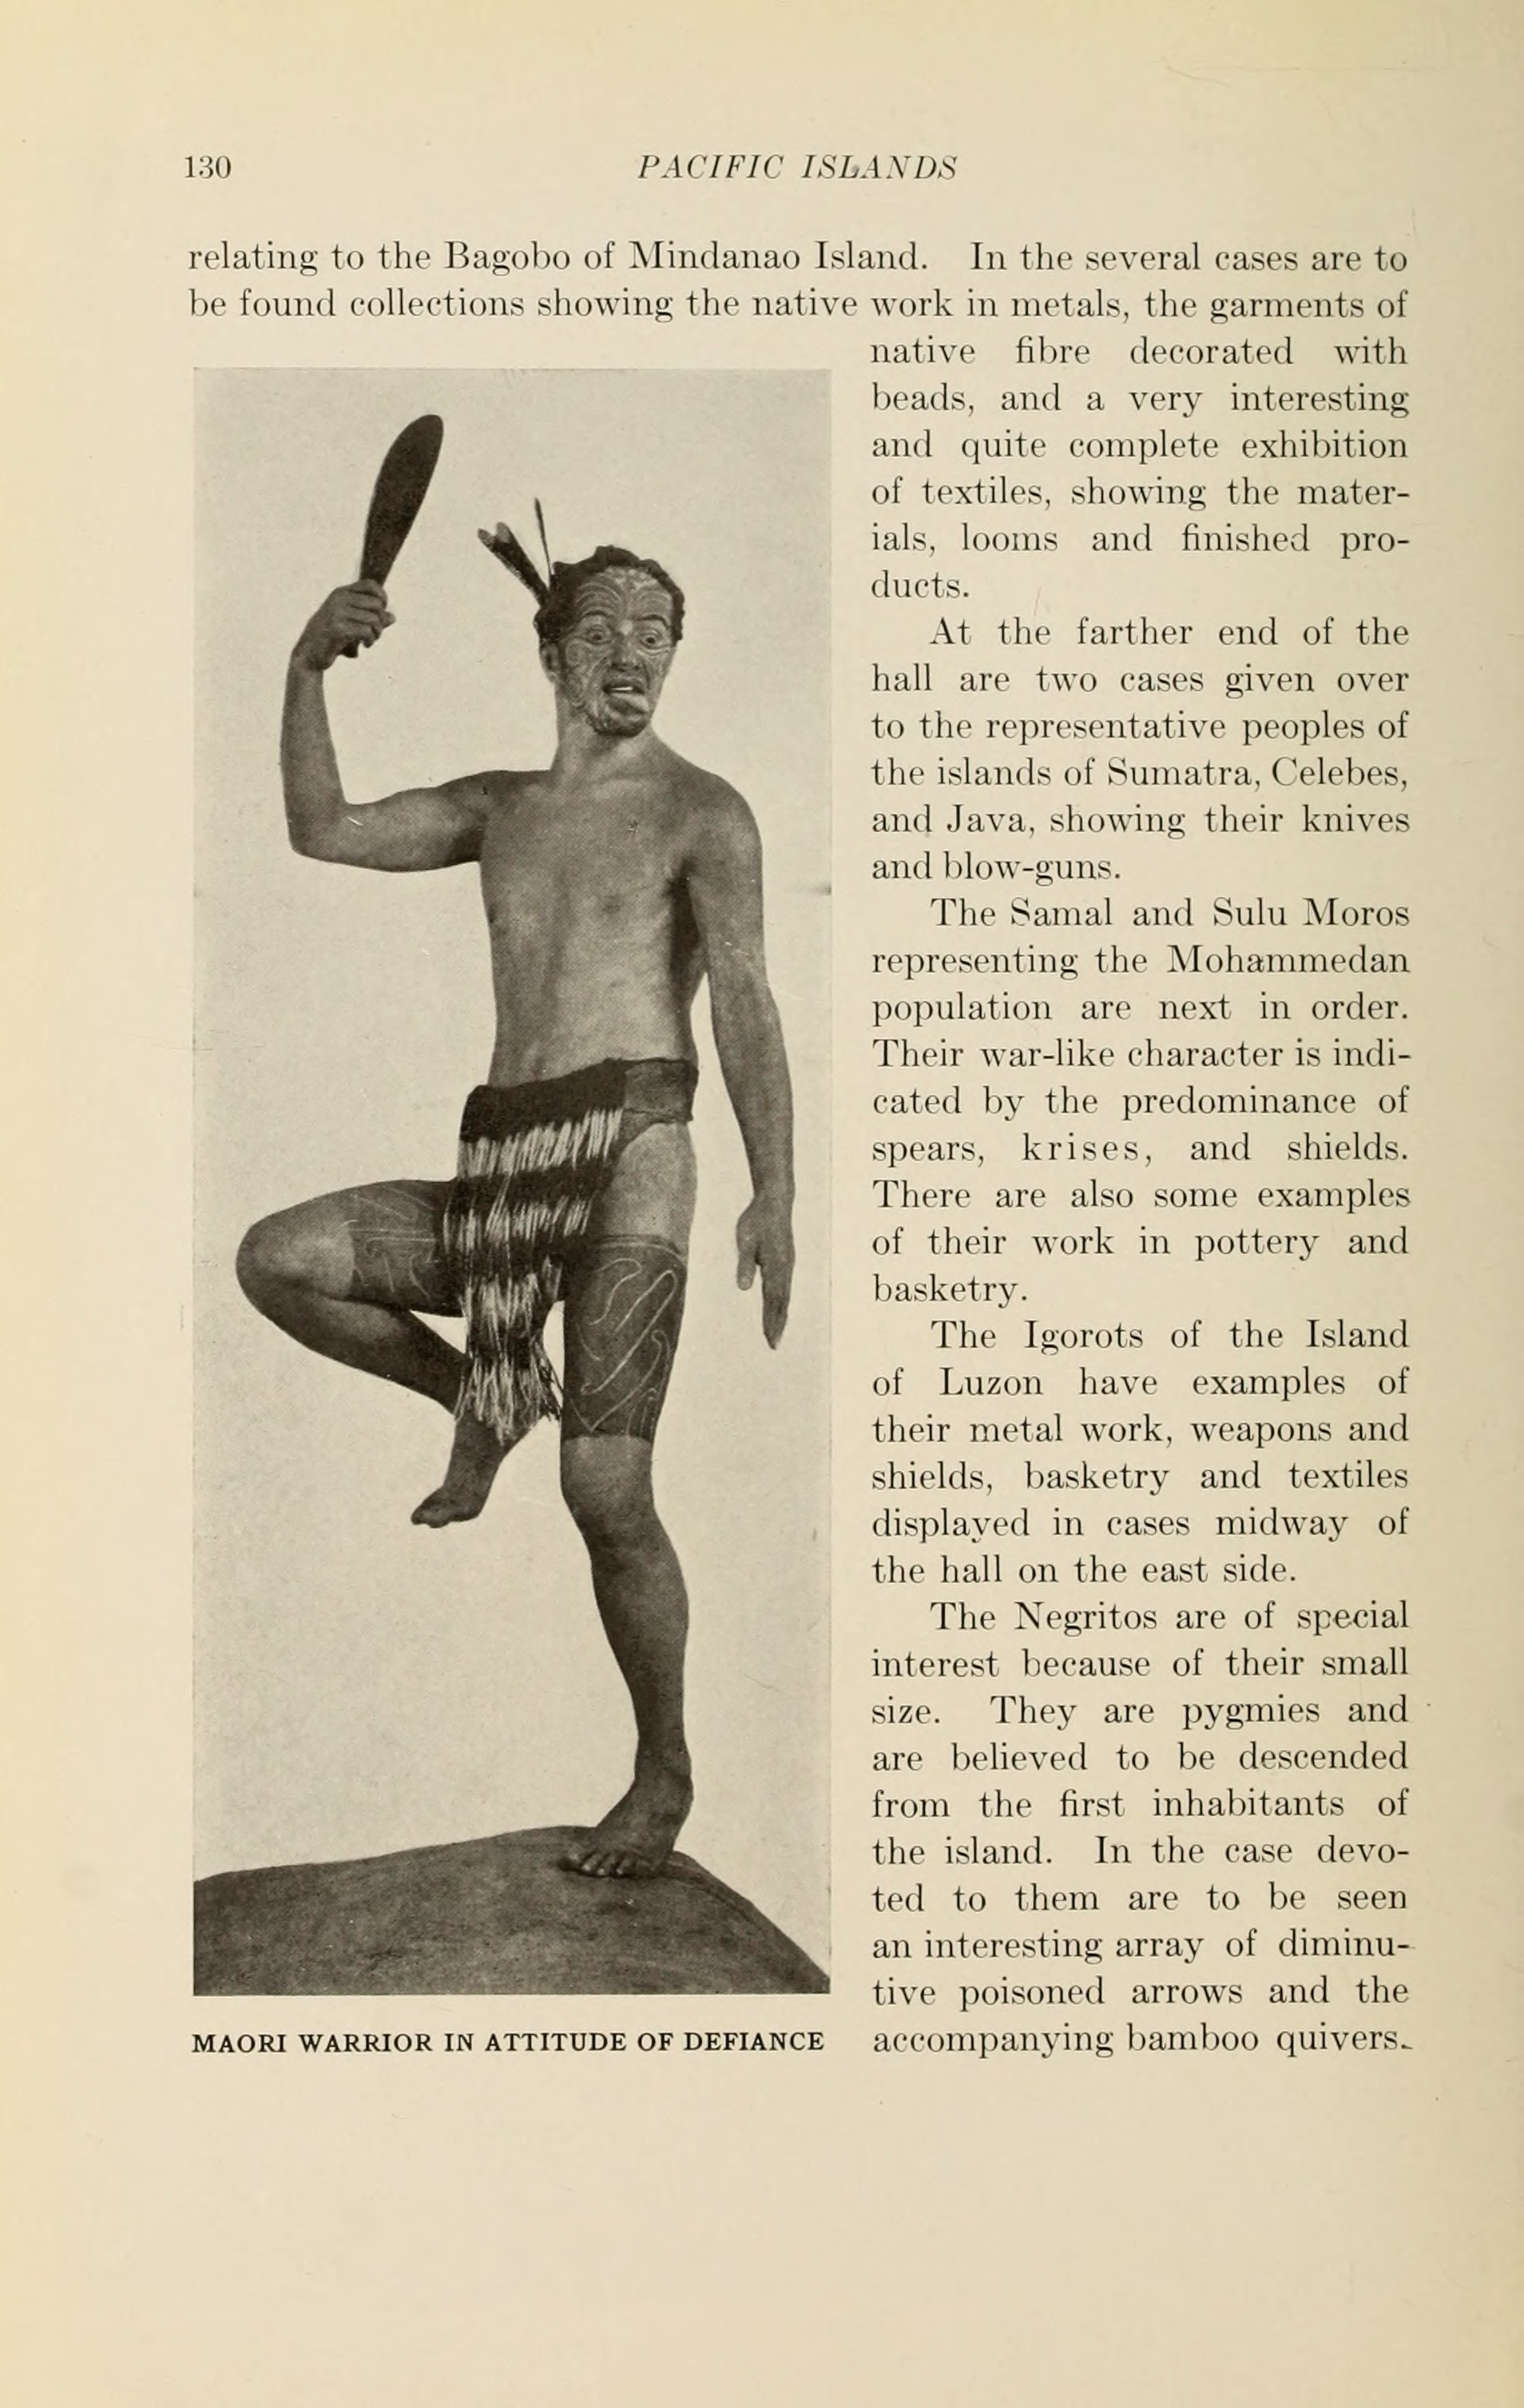 130
PACIFIC ISLANDS
relating to the Bagobo of Mindanao Island. In the several cases are to
be found collections showing the native work in metals, the garments of
native fibre decorated with
beads, and a very interesting
and quite complete exhibition
of textiles, showing the mater-
ials, looms and finished pro-
ducts.
At the farther end of the
hall are two cases given over
to the representative peoples of
the islands of Sumatra, Celebes,
and Java, showing their knives
and blow-guns.
The Samal and Sulu Moros
representing the Mohammedan
population are next in order.
Their war-like character is indi-
cated by the predominance of
spears, krises, and shields.
There are also some examples
of their work in pottery and
basketry.
The Igorots of the Island
of Luzon have examples of
their metal work, weapons and
shields, basketry and textiles
displayed in cases midway of
the hall on the east side.
The Negritos are of special
interest because of their small
size. They are pygmies and
are believed to be descended
from the first inhabitants of
the island. In the case devo-
ted to them are to be seen
an interesting array of diminu-
tive poisoned arrows and the
accompanying bamboo quivers.
MAORI WARRIOR IN ATTITUDE OF DEFIANCE